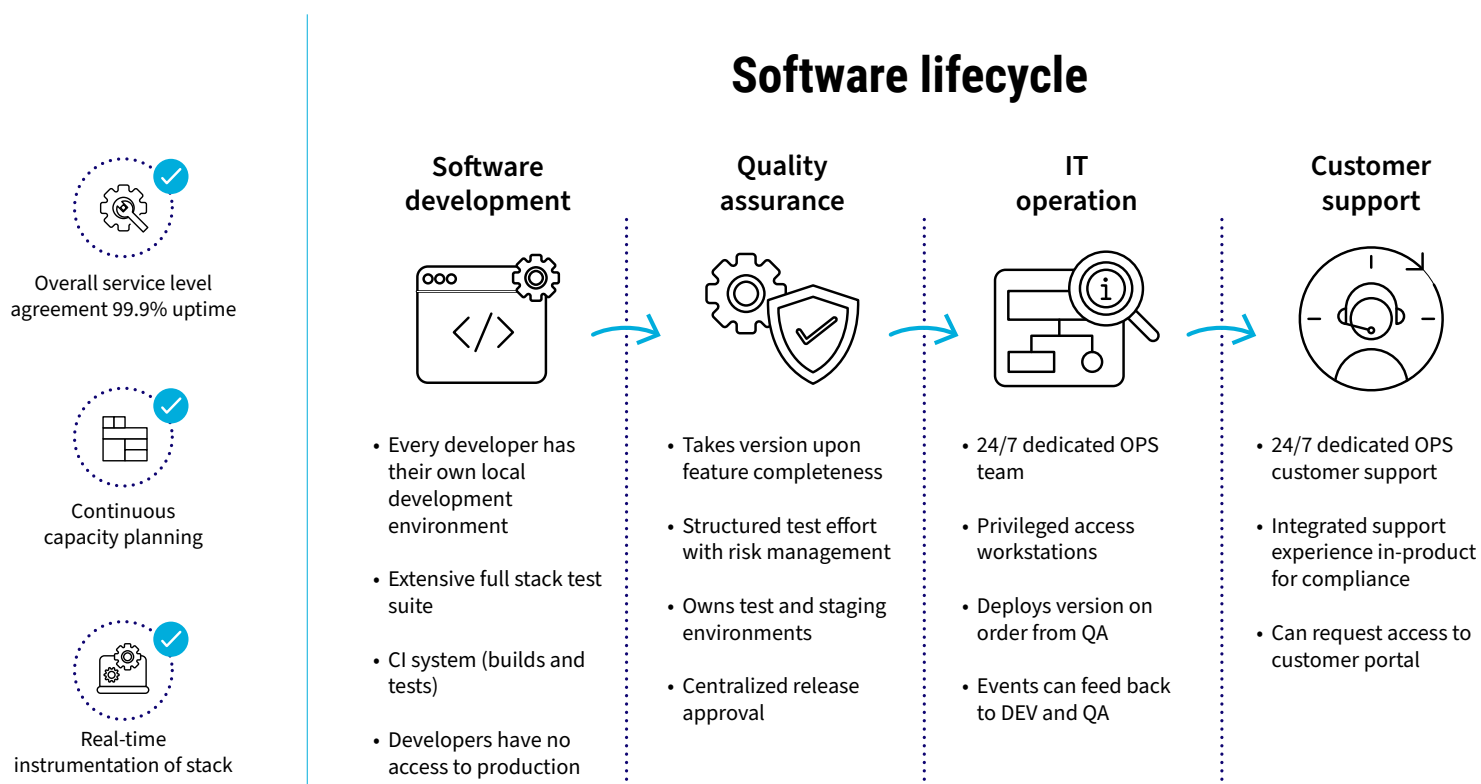 Software lifecycle
Overall service level
agreement 99.9% uptime
Continuous
capacity planning
Real-time
instrumentation of stack
Software
development
</>
• Every developer has
their own local
development
environment
• Extensive full stack test
suite
• CI system (builds and
tests)
• Developers have no
access to production
Quality
assurance
• Takes version upon
feature completeness
• Structured test effort
with risk management
• Owns test and staging
environments
• Centralized release
approval
IT
operation
i
• 24/7 dedicated OPS
team
• Privileged access
workstations
• Deploys version on
order from QA
• Events can feed back
to DEV and QA
Customer
support
• 24/7 dedicated OPS
customer support
• Integrated support
experience in-product
for compliance
• Can request access to
customer portal